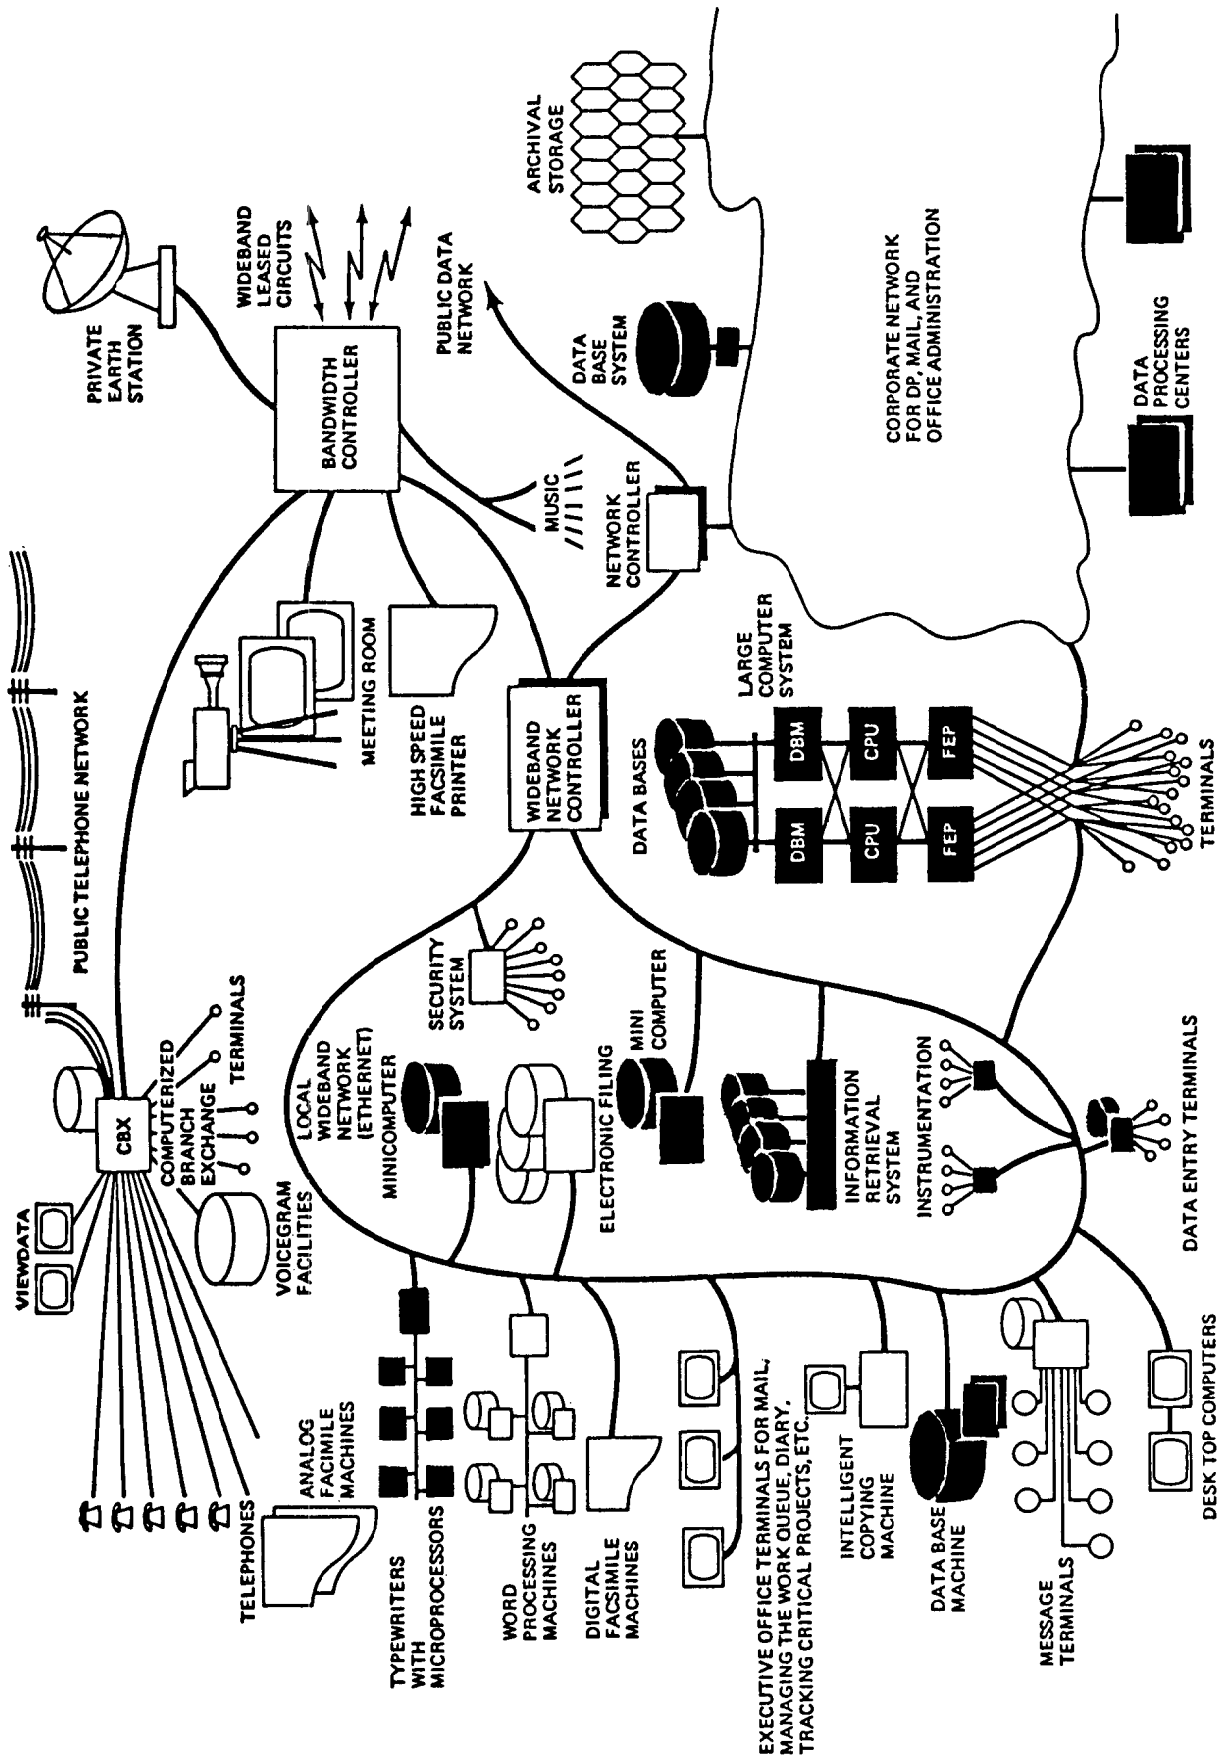 PUBLIC TELEPHONE NETWORK
PRIVATE
EARTH
STATION
WIDEBAND
LEASED
CIRCUITS
BANDWIDTH
CONTROLLER
PUBLIC DATA
NETWORK
VIEWDATA
CBX
COMPUTERIZED
BRANCH
EXCHANGE
TERMINALS
VOICEGRAM
FACILITIES
TELEPHONES
ANALOG
FACIMILE
MACHINES
MEETING ROOM
HIGH SPEED
FACSIMILE
PRINTER
MUSIC
ARCHIVAL
STORAGE
DATA
BASE
SYSTEM
NETWORK
CONTROLLER
WIDEBAND
NETWORK
CONTROLLER
LOCAL
WIDEBAND
NETWORK
(ETHERNET)
SECURITY
SYSTEM
MINICOMPUTER
ELECTRONIC FILING
MINI
COMPUTER
INFORMATION
RETRIEVAL
SYSTEM
INSTRUMENTATION
DATA ENTRY TERMINALS
TYPEWRITERS
WITH
MICROPROCESSORS
WORD
PROCESSING
MACHINES
DIGITAL
FACSIMILE
MACHINES
EXECUTIVE OFFICE TERMINALS FOR MAIL,
MANAGING THE WORK QUEUE, DIARY,
TRACKING CRITICAL PROJECTS, ETC.
INTELLIGENT
COPYING
MACHINE
DATA BASE
MACHINE
MESSAGE
TERMINALS
DESK TOP COMPUTERS
DATA BASES
LARGE
COMPUTER
SYSTEM
DBM
DBM
CPU
CPU
FEP
FEP
TERMINALS
CORPORATE NETWORK
FOR DP, MAIL, AND
OFFICE ADMINISTRATION
DATA
PROCESSING
CENTERS